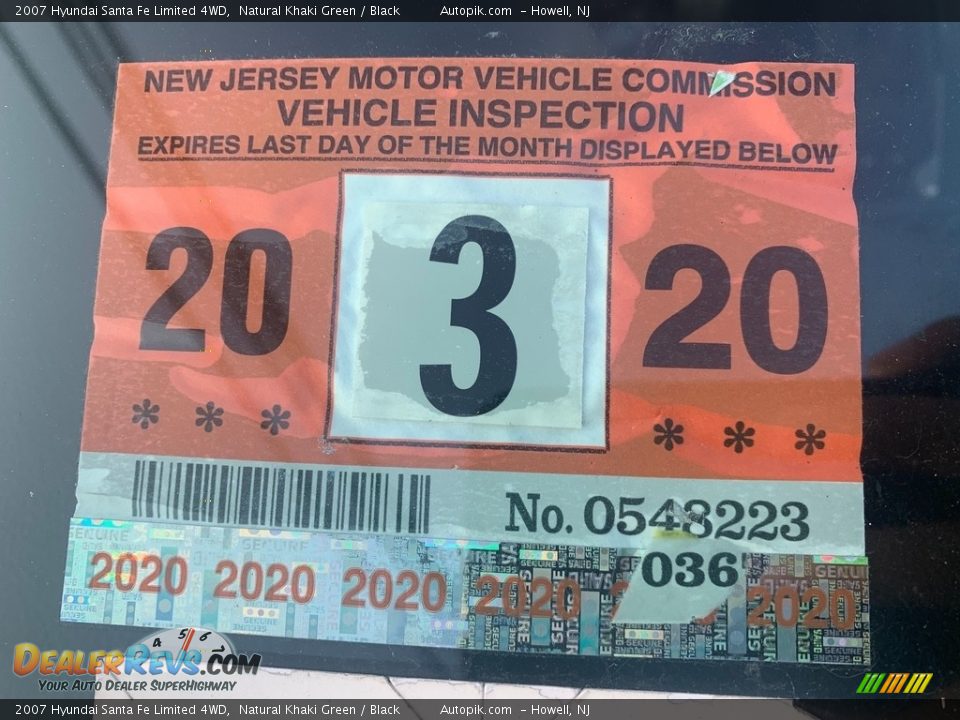 2007 Hyundai Santa Fe Limited 4WD, Natural Khaki Green / Black Autopik.com - Howell, NJ
NEW JERSEY MOTOR VEHICLE COMMISSION
VEHICLE INSPECTION
EXPIRES LAST DAY OF THE MONTH DISPLAYED BELOW
20 3 20
* * * * * *
No. 0548223
036
2020 2020 2020 2020 2020
4 5 6
DEALERREVS.COM
YOUR AUTO DEALER SUPERHIGHWAY
2007 Hyundai Santa Fe Limited 4WD, Natural Khaki Green / Black Autopik.com - Howell, NJ